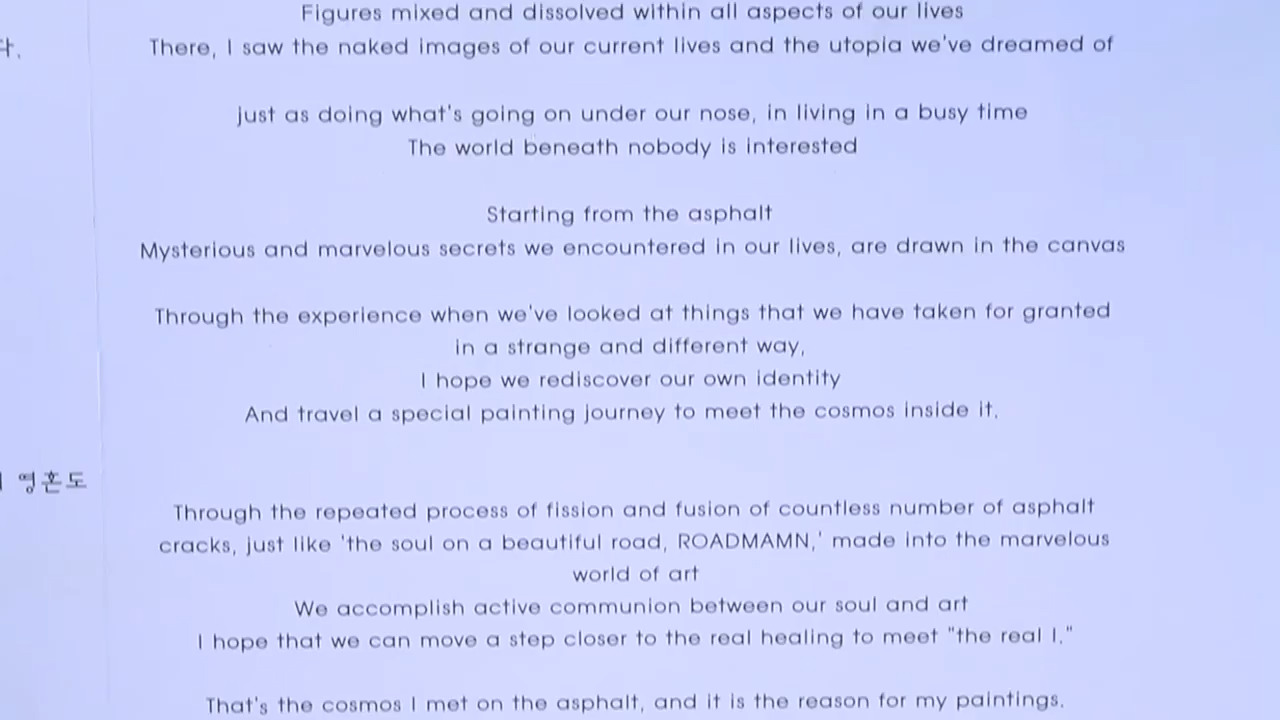 Figures mixed and dissolved within all aspects of our lives
There, I saw the naked images of our current lives and the utopia we've dreamed of
just as doing what's going on under our nose, in living in a busy time
The world beneath nobody is interested
Starting from the asphalt
Mysterious and marvelous secrets we encountered in our lives, are drawn in the canvas
Through the experience when we've looked at things that we have taken for granted
in a strange and different way,
I hope we rediscover our own identity
And travel a special painting journey to meet the cosmos inside it.
영혼도
Through the repeated process of fission and fusion of countless number of asphalt
cracks, just like 'the soul on a beautiful road, ROADMAMN,' made into the marvelous
world of art
We accomplish active communion between our soul and art
I hope that we can move a step closer to the real healing to meet "the real I."
That's the cosmos I met on the asphalt, and it is the reason for my paintings.